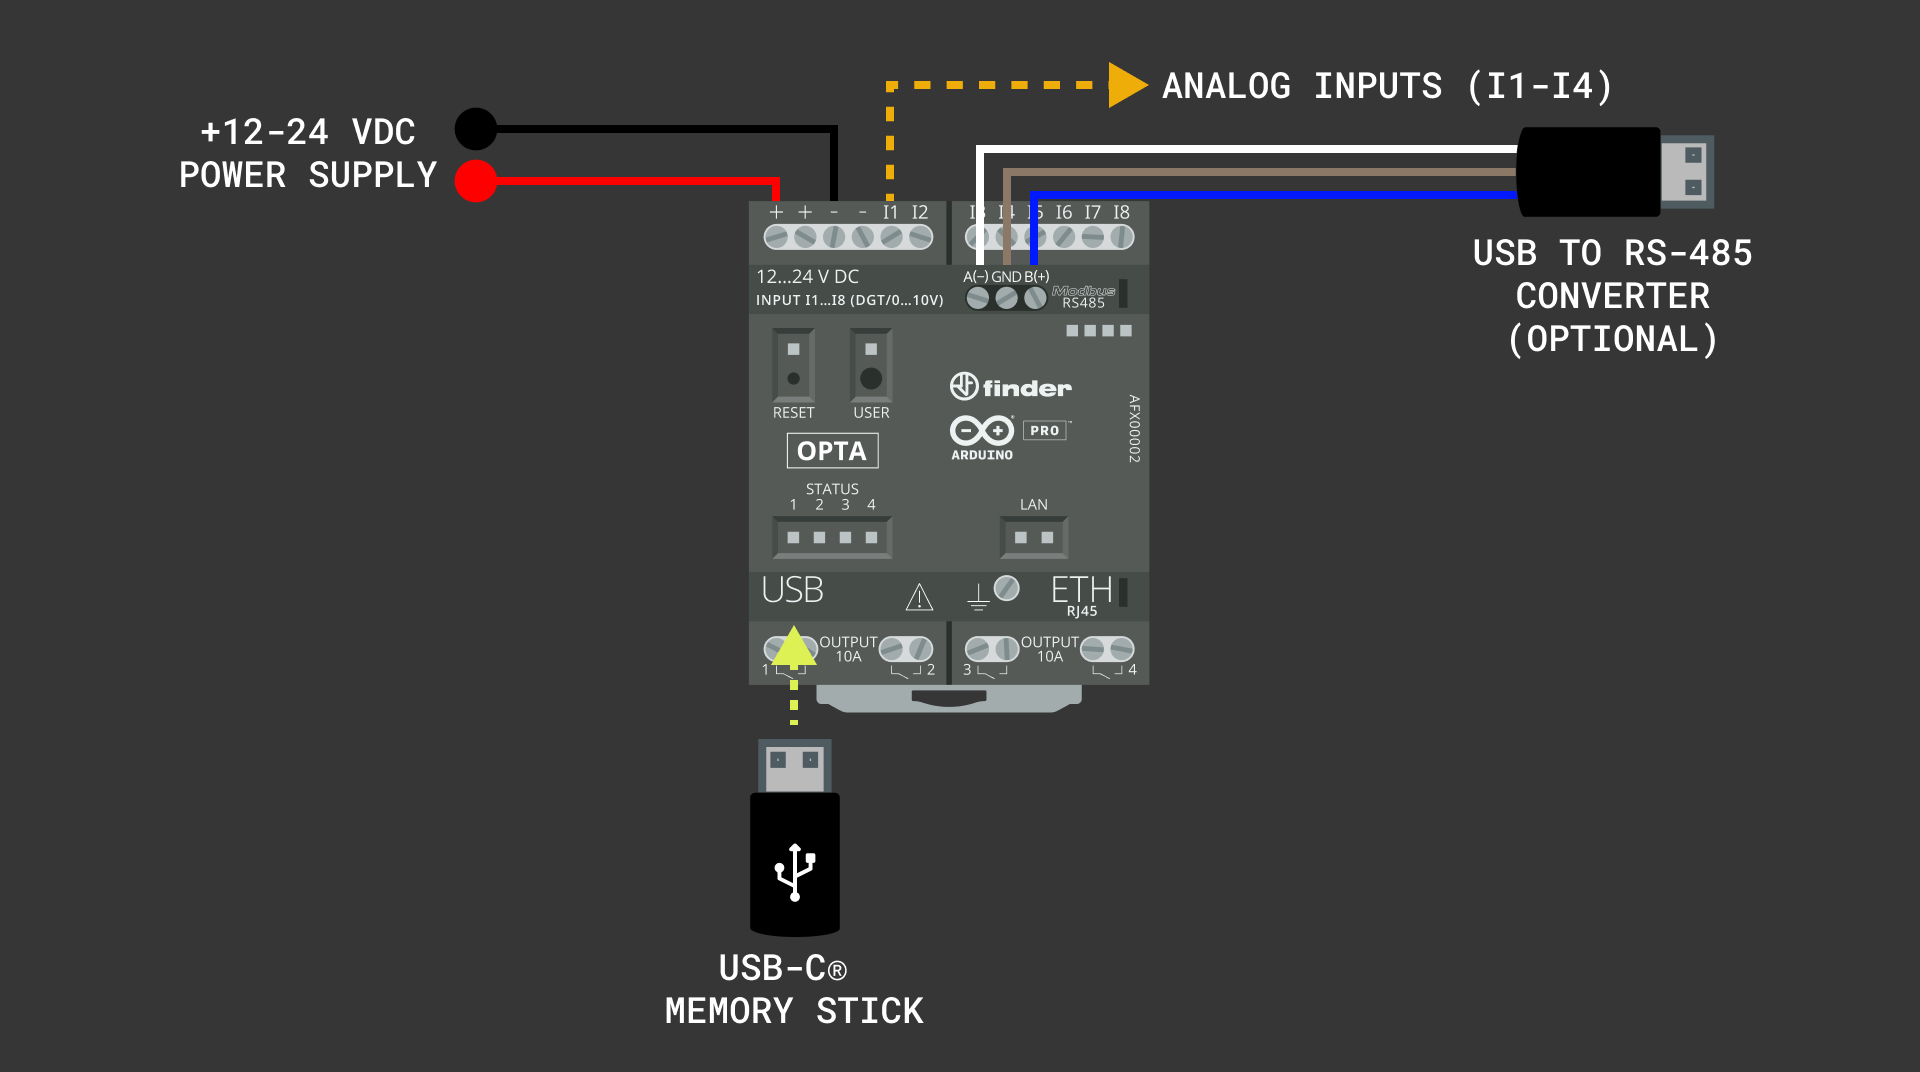 ANALOG INPUTS (I1-I4)
+12-24 VDC
POWER SUPPLY
+ + - - I1 I2 I3 I4 I5 I6 I7 I8
USB TO RS-485
CONVERTER
(OPTIONAL)
12...24 V DC
INPUT I1...I8 (DGT/0...10V)
A(-) GND B(+)
Modbus
RS485
RESET USER
finder
OPTA
ARDUINO
PRO™
AFX00002
STATUS
1 2 3 4
LAN
USB
ETH
RJ45
OUTPUT
10A
1 2
OUTPUT
10A
3 4
USB-C®
MEMORY STICK